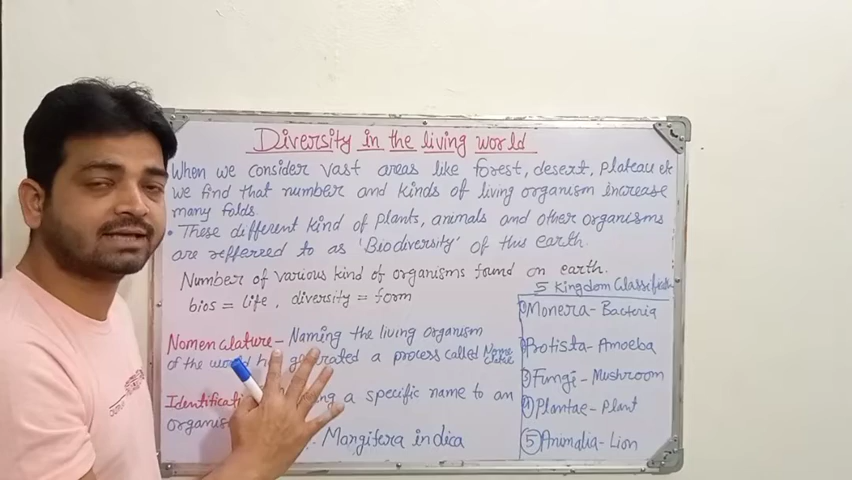 Diversity in the living world
When we consider vast areas like forest, desert, plateau etc
we find that number and kinds of living organism increase
many folds.
• These different kind of plants, animals and other organisms
are refferred to as 'Biodiversity' of this earth.
Number of various kind of organisms found on earth.
bios = life, diversity = form
Nomenclature - Naming the living organism
of the world generated a process called
Identificati a specific name to an
organis
Mangifera indica
5 Kingdom Classificati
① Monera - Bacteria
Protista - Amoeba
③ Fungi - Mushroom
④ Plantae - Plant
⑤ Animalia - Lion